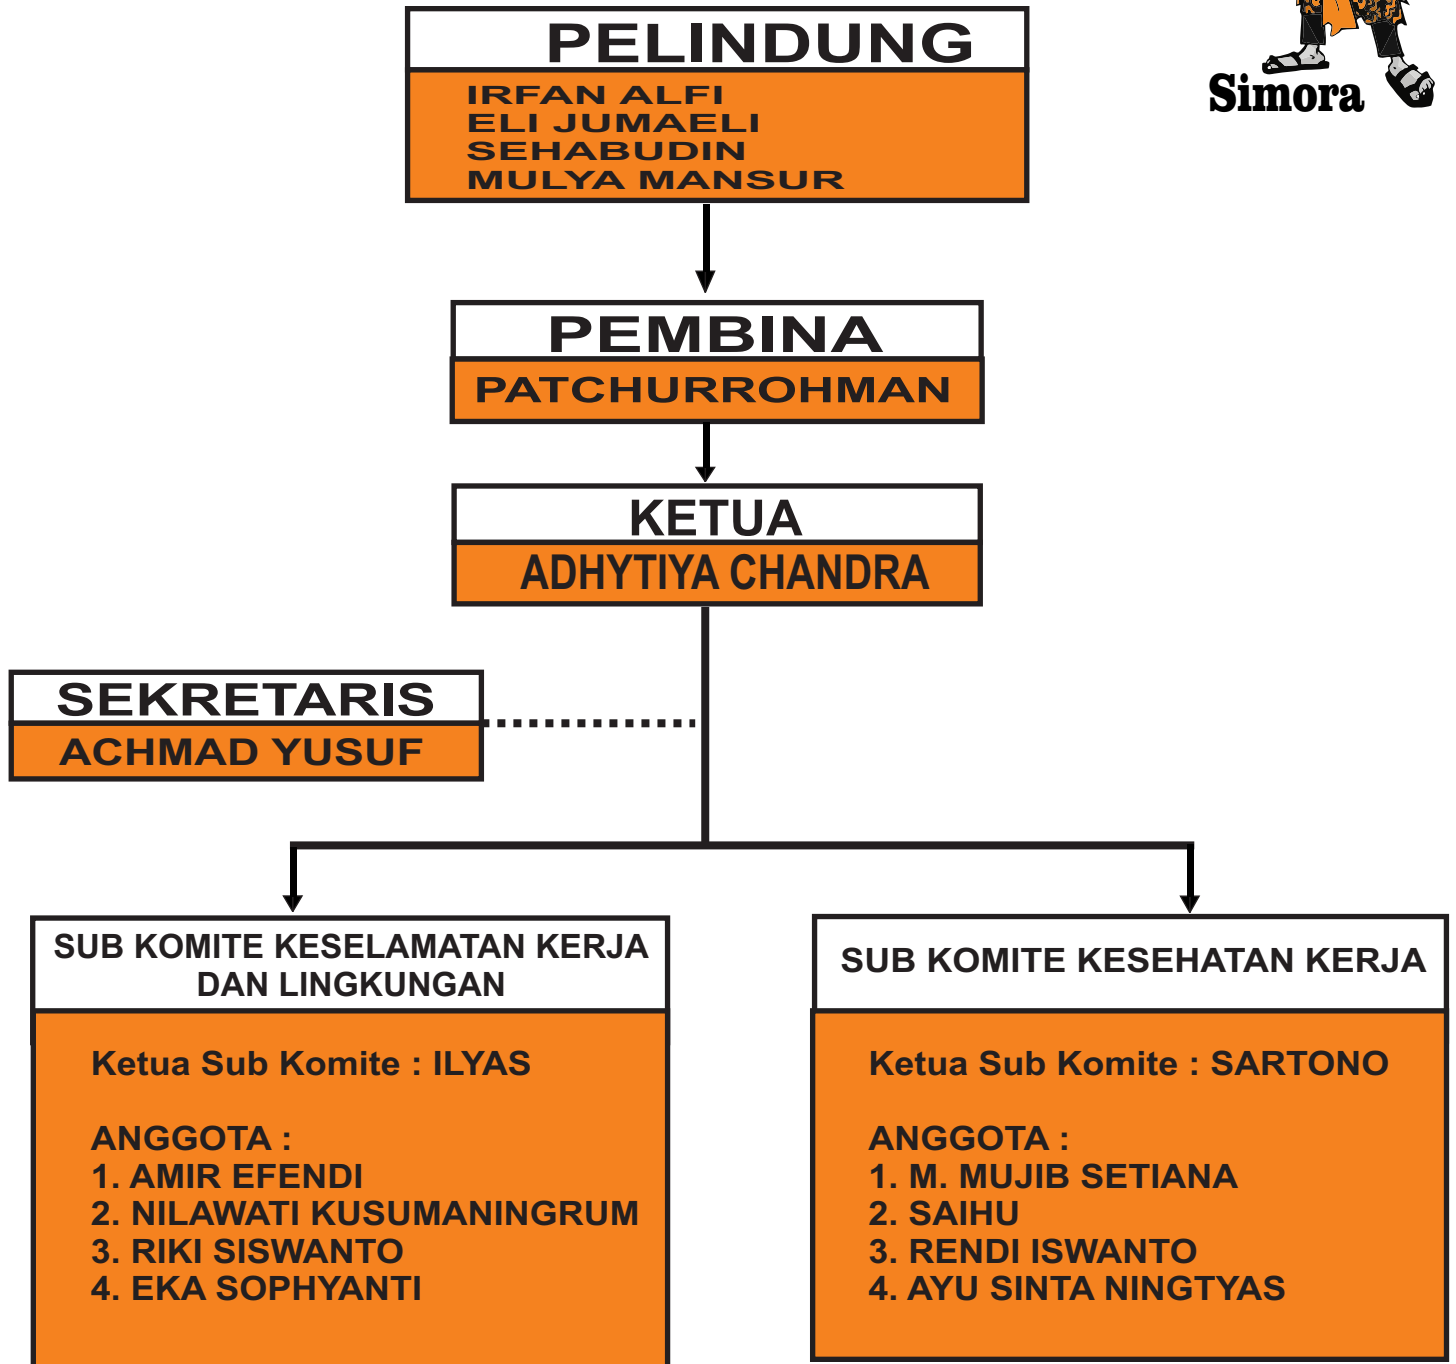 PELINDUNG
IRFAN ALFI
ELI JUMAELI
SEHABUDIN
MULYA MANSUR
Simora
PEMBINA
PATCHURROHMAN
KETUA
ADHYTIYA CHANDRA
SEKRETARIS
ACHMAD YUSUF
SUB KOMITE KESELAMATAN KERJA
DAN LINGKUNGAN
Ketua Sub Komite : ILYAS
ANGGOTA :
1. AMIR EFENDI
2. NILAWATI KUSUMANINGRUM
3. RIKI SISWANTO
4. EKA SOPHYANTI
SUB KOMITE KESEHATAN KERJA
Ketua Sub Komite : SARTONO
ANGGOTA :
1. M. MUJIB SETIANA
2. SAIHU
3. RENDI ISWANTO
4. AYU SINTA NINGTYAS